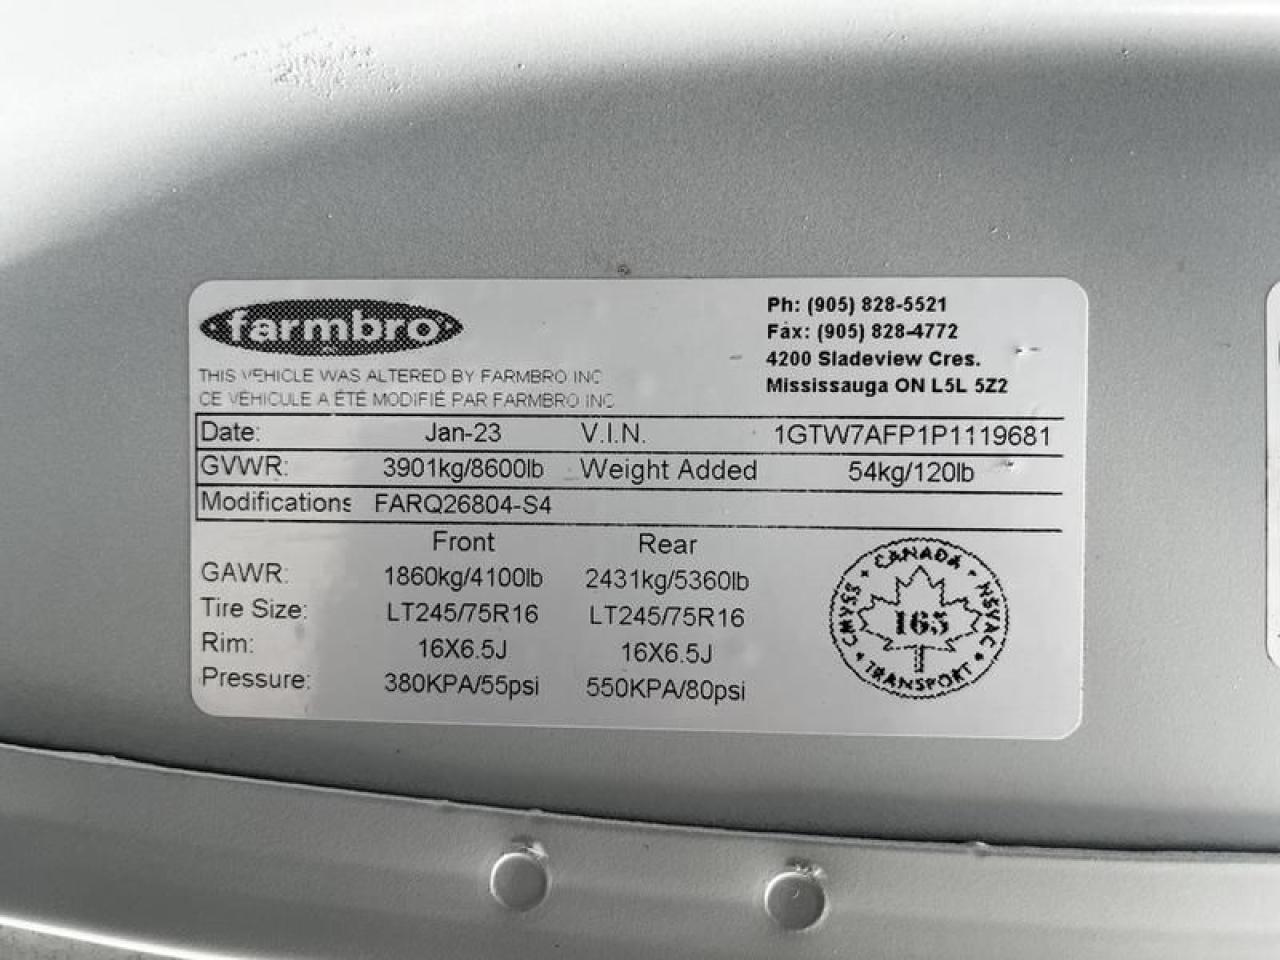 farmbro
THIS VEHICLE WAS ALTERED BY FARMBRO INC
CE VÉHICULE A ÉTÉ MODIFIÉ PAR FARMBRO INC
Ph: (905) 828-5521
Fax: (905) 828-4772
4200 Sladeview Cres.
Mississauga ON L5L 5Z2
Date: Jan-23 V.I.N. 1GTW7AFP1P1119681
GVWR: 3901kg/8600lb Weight Added 54kg/120lb
Modifications FARQ26804-S4
Front Rear
GAWR: 1860kg/4100lb 2431kg/5360lb
Tire Size: LT245/75R16 LT245/75R16
Rim: 16X6.5J 16X6.5J
Pressure: 380KPA/55psi 550KPA/80psi
CANADA
NSVAC
TRANSPORT
CMVSS
165